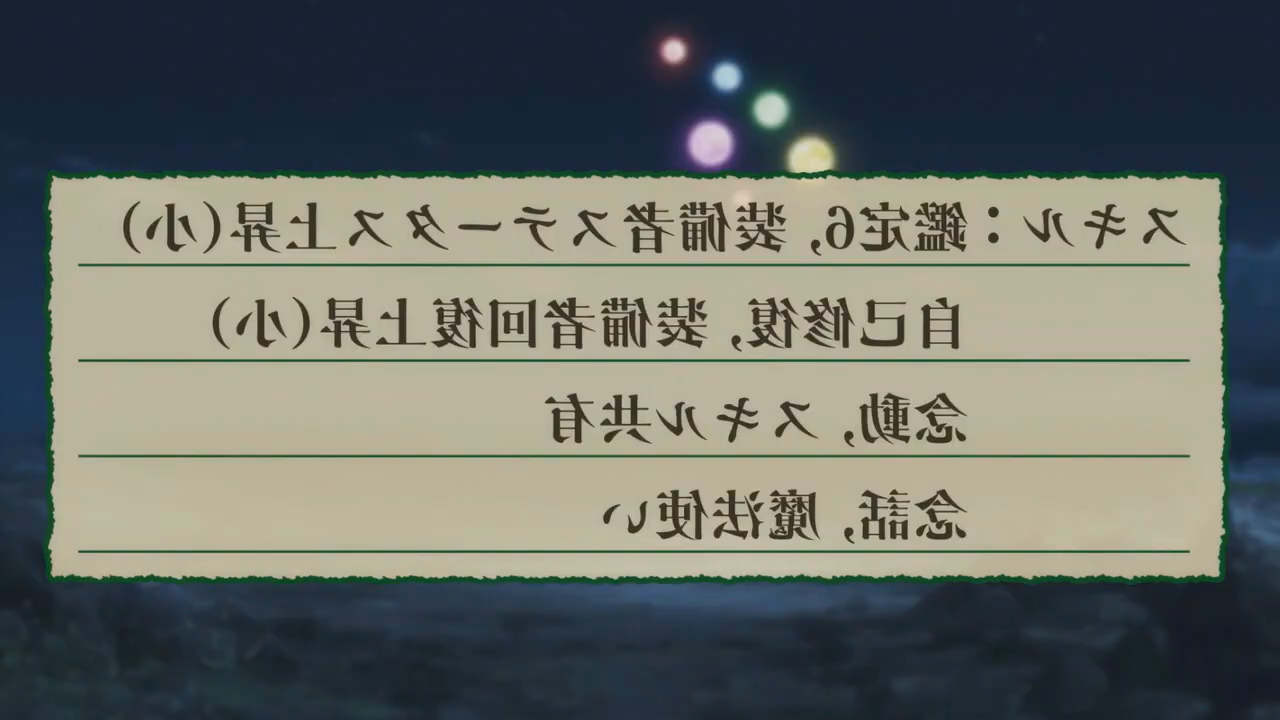 スキル：鑑定6, 装備者ステータス上昇(小)
自己修復, 装備者回復上昇(小)
念動, スキル共有
念話, 魔法使い